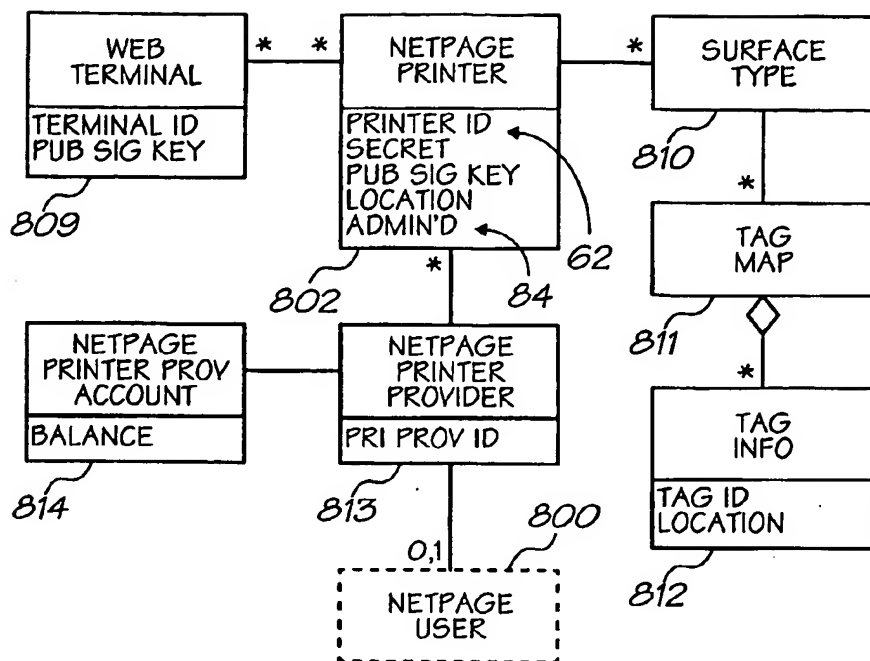 WEB
TERMINAL
TERMINAL ID
PUB SIG KEY
809
*
*
NETPAGE
PRINTER
PRINTER ID
SECRET
PUB SIG KEY
LOCATION
ADMIN'D
802
62
84
*
*
SURFACE
TYPE
810
*
TAG
MAP
811
*
TAG
INFO
TAG ID
LOCATION
812
NETPAGE
PRINTER PROV
ACCOUNT
BALANCE
814
NETPAGE
PRINTER
PROVIDER
PRI PROV ID
813
0,1
800
NETPAGE
USER